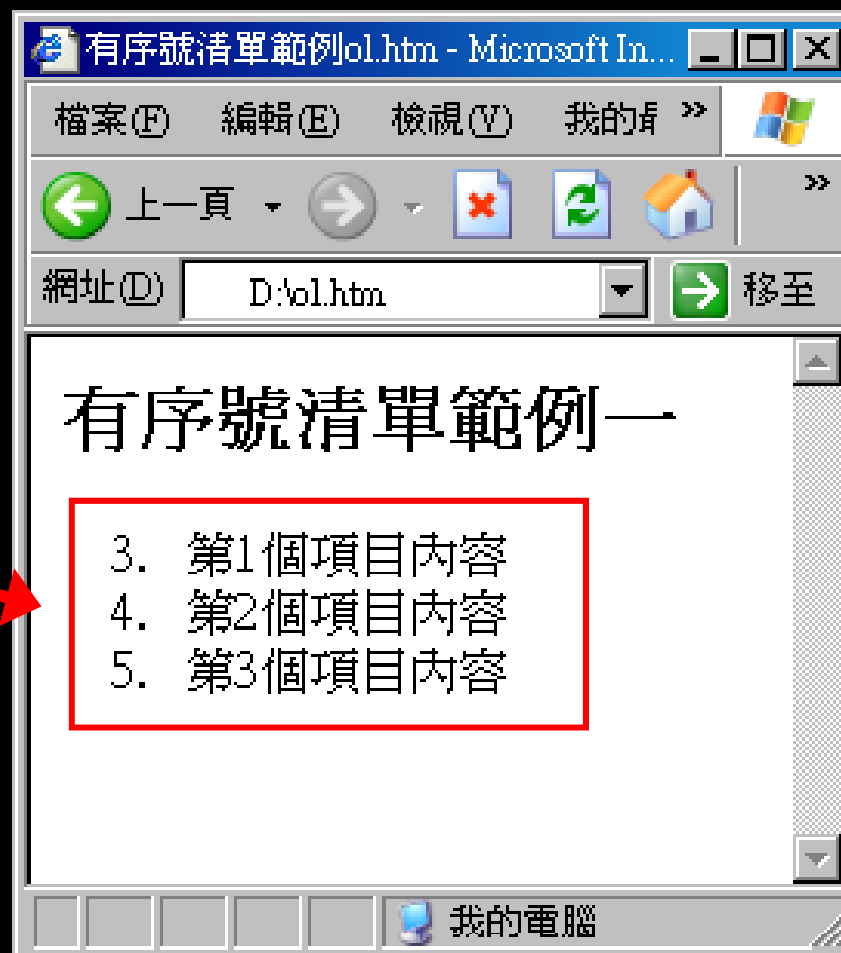 有序號清單範例ol.htm - Microsoft In...
檔案(F) 編輯(E) 檢視(V) 我的 »
上一頁 »
網址(D) D:\ol.htm 移至
有序號清單範例一
3. 第1個項目內容
4. 第2個項目內容
5. 第3個項目內容
我的電腦